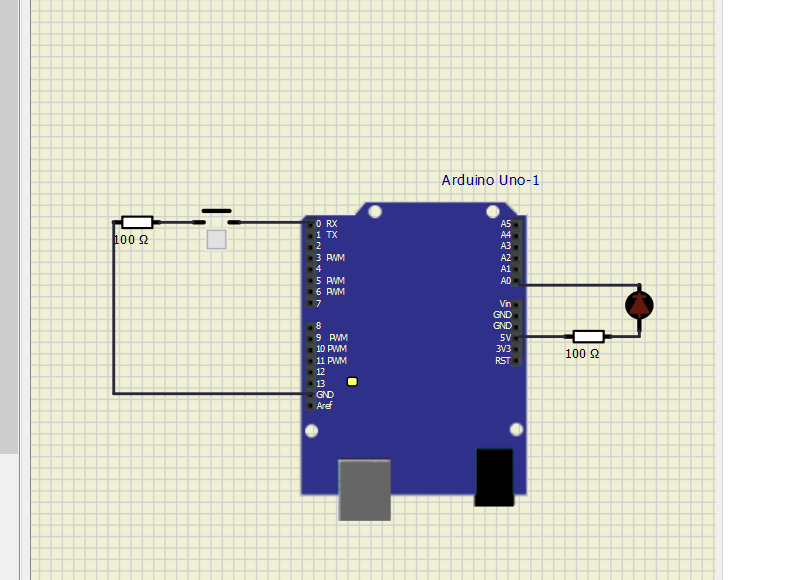 Arduino Uno-1
0 RX
1 TX
2
3 PWM
4
5 PWM
6 PWM
7
8
9 PWM
10 PWM
11 PWM
12
13
GND
Aref
A5
A4
A3
A2
A1
A0
Vin
GND
GND
5V
3V3
RST
100 Ω
100 Ω